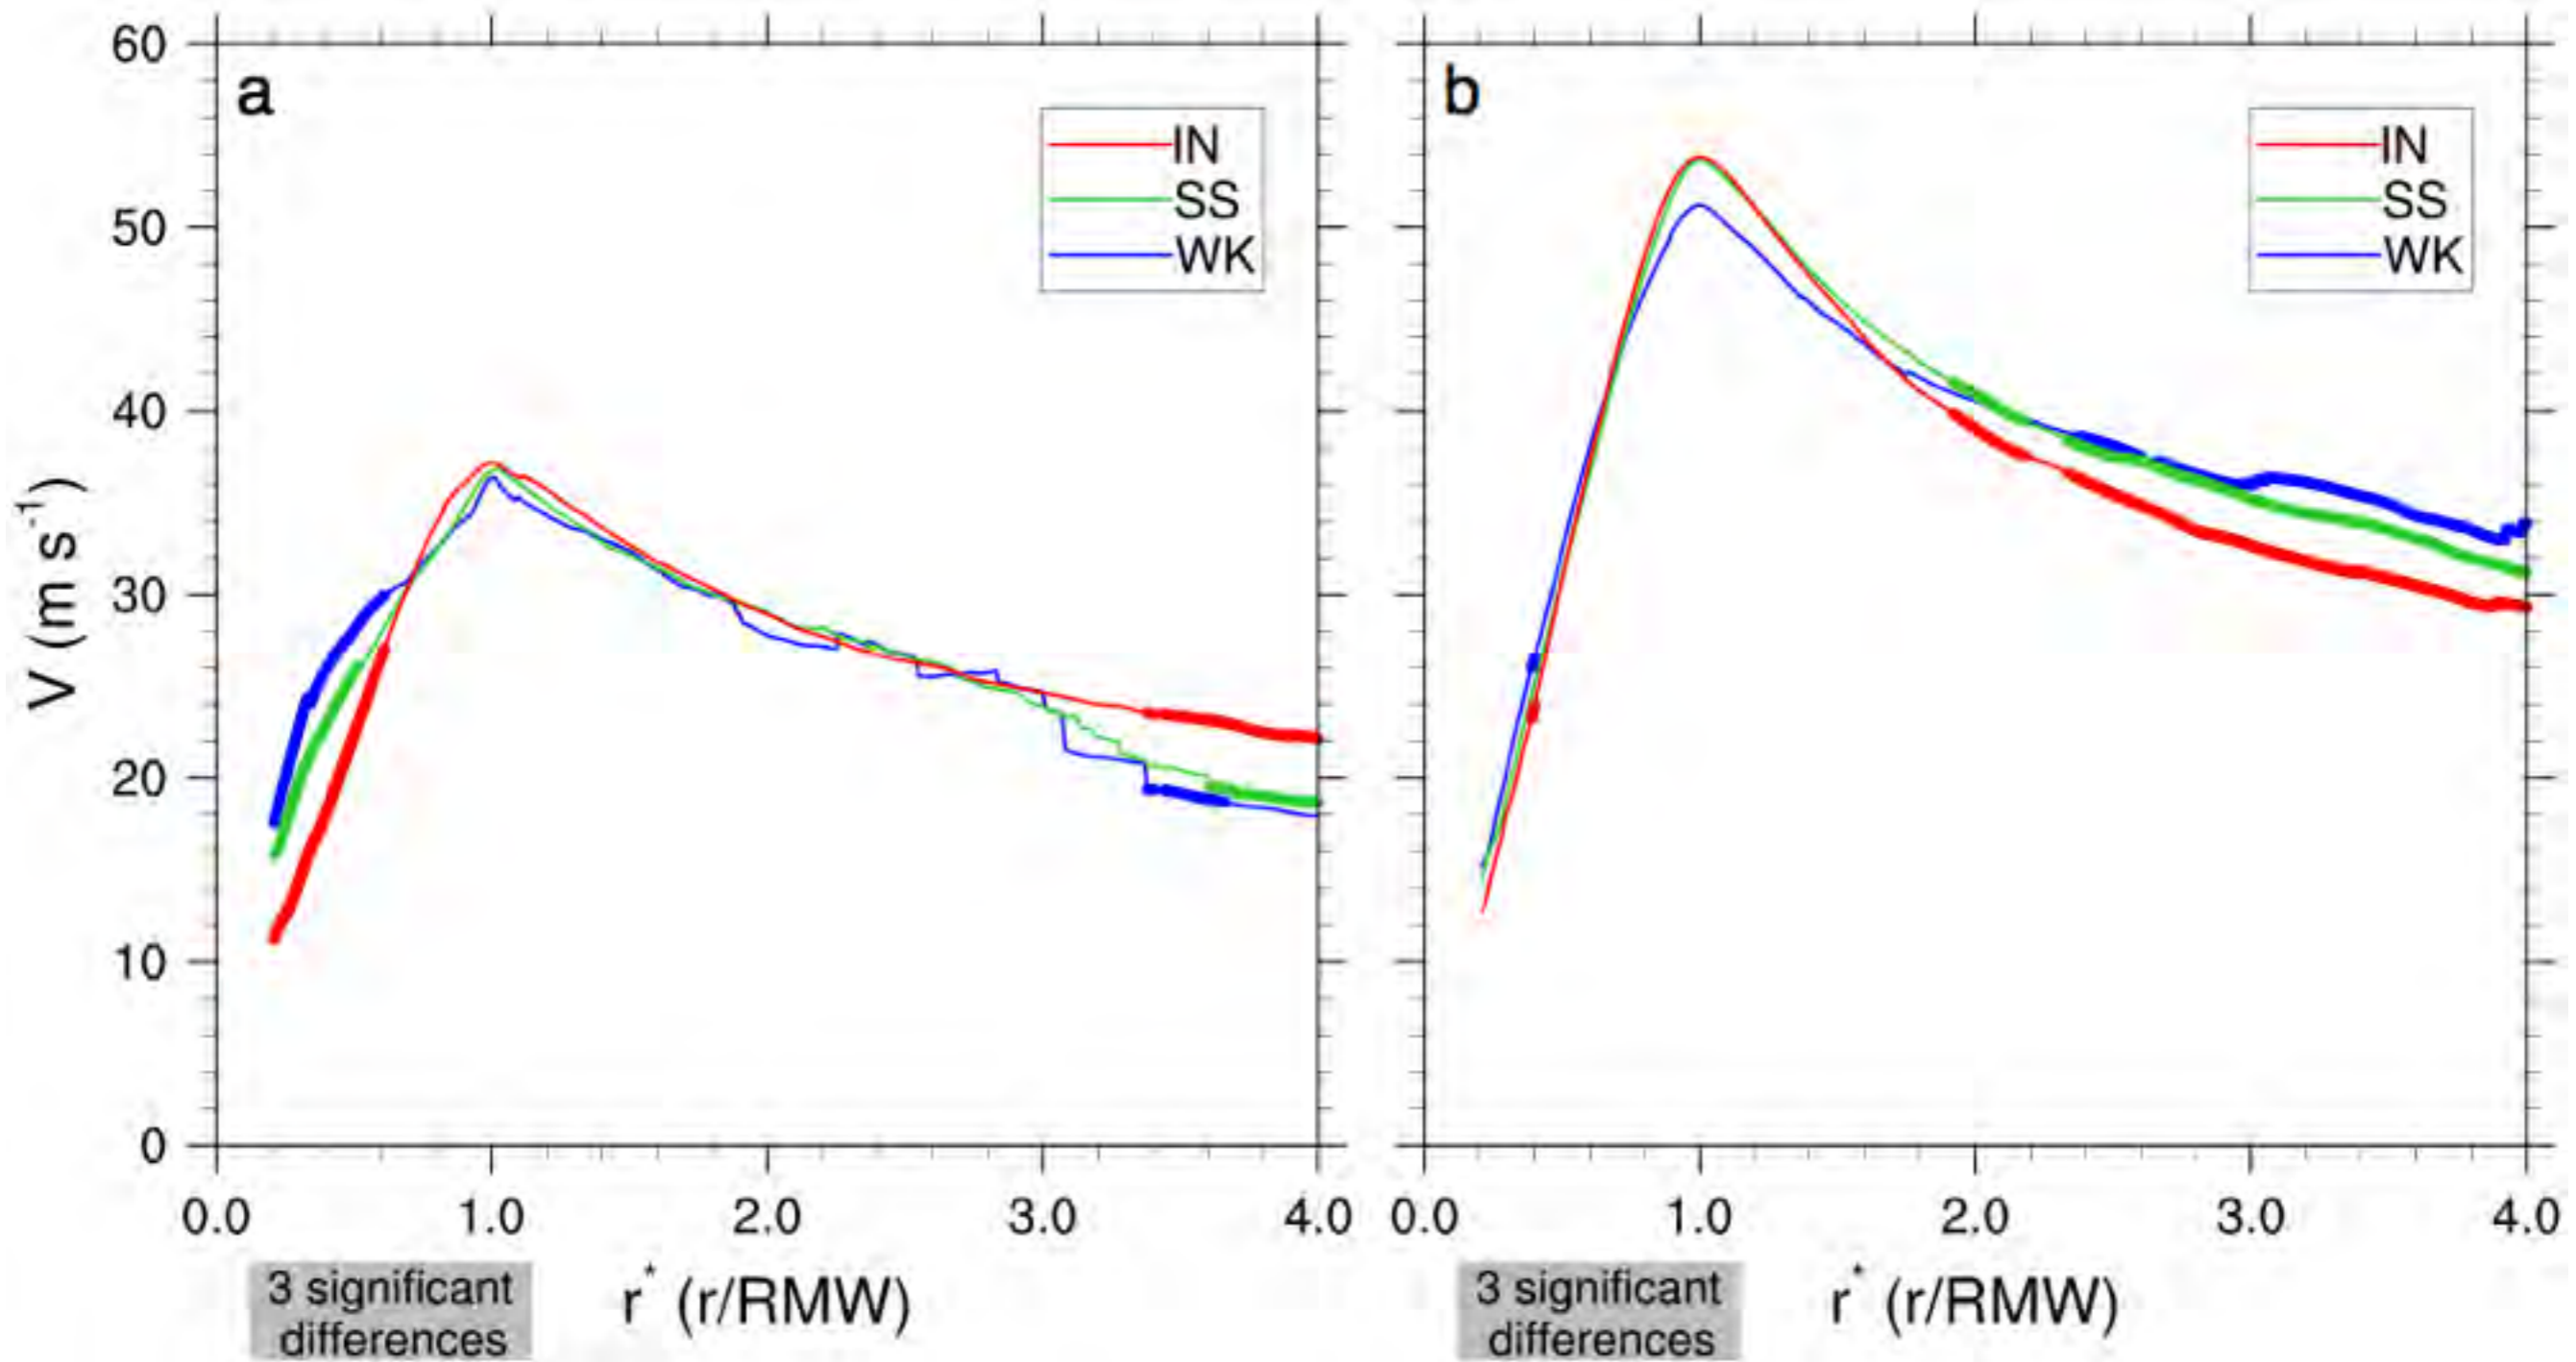 60
50
40
30
20
10
0
V (m s⁻¹)
a
IN
SS
WK
0.0 1.0 2.0 3.0 4.0
r* (r/RMW)
3 significant
differences
b
IN
SS
WK
0.0 1.0 2.0 3.0 4.0
r* (r/RMW)
3 significant
differences